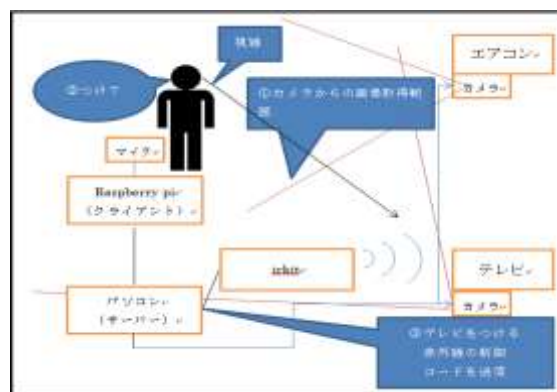 エアコン
カメラ
視線
②つけて
①カメラからの画像取得範
囲
マイク
Raspberry pi
(クライアント)
irkit
テレビ
カメラ
パソコン
(サーバー)
③テレビをつける
赤外線の制御
コードを送信